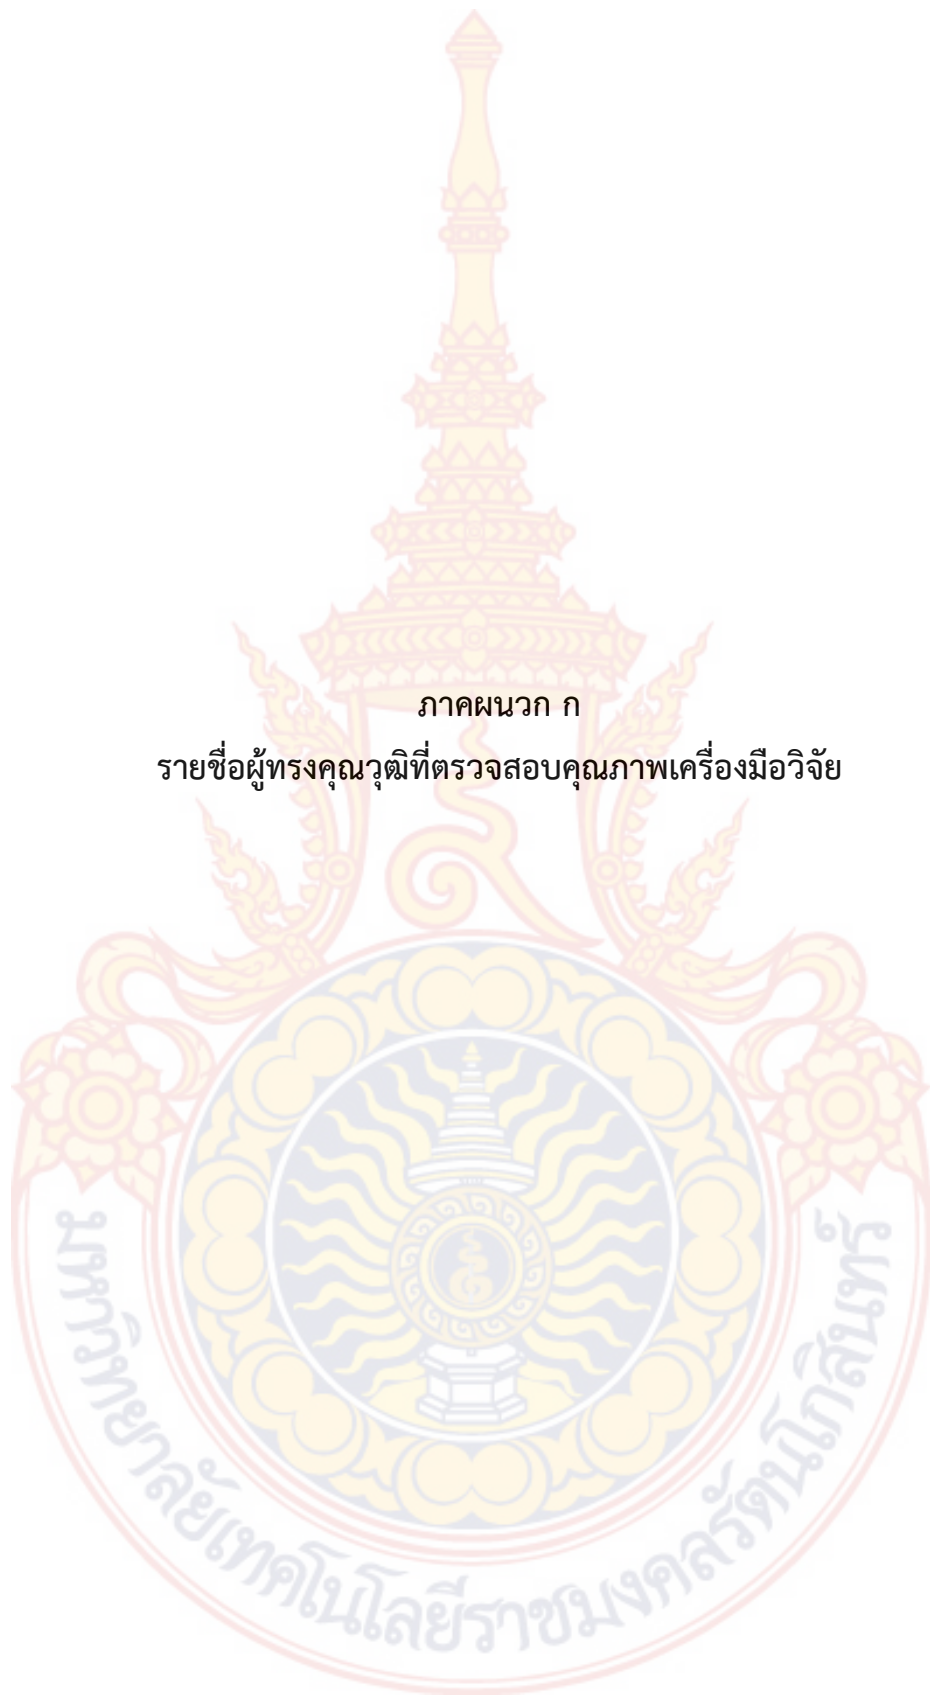 ภาคผนวก ก
รายชื่อผู้ทรงคุณวุฒิที่ตรวจสอบคุณภาพเครื่องมือวิจัย
มหาวิทยาลัยเทคโนโลยีราชมงคลรัตนโกสินทร์